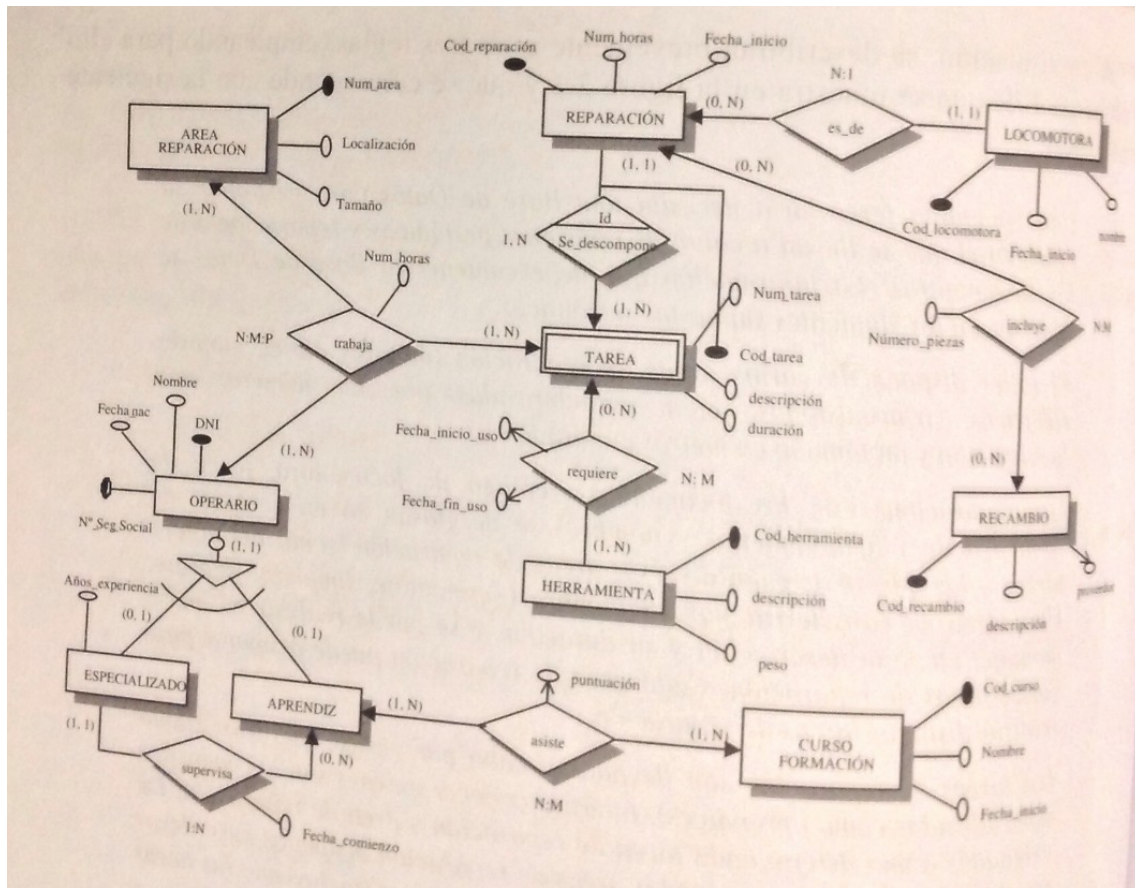 Cod_reparación
Num_horas
Fecha_inicio
N:1
Num_area
AREA
REPARACIÓN
Localización
Tamaño
(1, N)
REPARACIÓN
(0, N)
es_de
(1, 1)
LOCOMOTORA
(1, 1)
(0, N)
Cod_locomotora
Fecha_inicio
Id
1, N
Se_descompone
(1, N)
Num_horas
N:M:P
trabaja
(1, N)
TAREA
Num_tarea
Cod_tarea
descripción
duración
Número_piezas
incluye
N:M
Nombre
Fecha_nac
DNI
(1, N)
OPERARIO
Nº_Seg.Social
(1, 1)
(0, N)
Fecha_inicio_uso
requiere
N: M
Fecha_fin_uso
(1, N)
(0, N)
RECAMBIO
Cod_recambio
descripción
HERRAMIENTA
Cod_herramienta
descripción
peso
Años_experiencia
(0, 1)
(0, 1)
ESPECIALIZADO
APRENDIZ
(1, 1)
supervisa
(0, N)
1:N
Fecha_comienzo
(1, N)
puntuación
asiste
N:M
(1, N)
CURSO
FORMACIÓN
Cod_curso
Nombre
Fecha_inicio